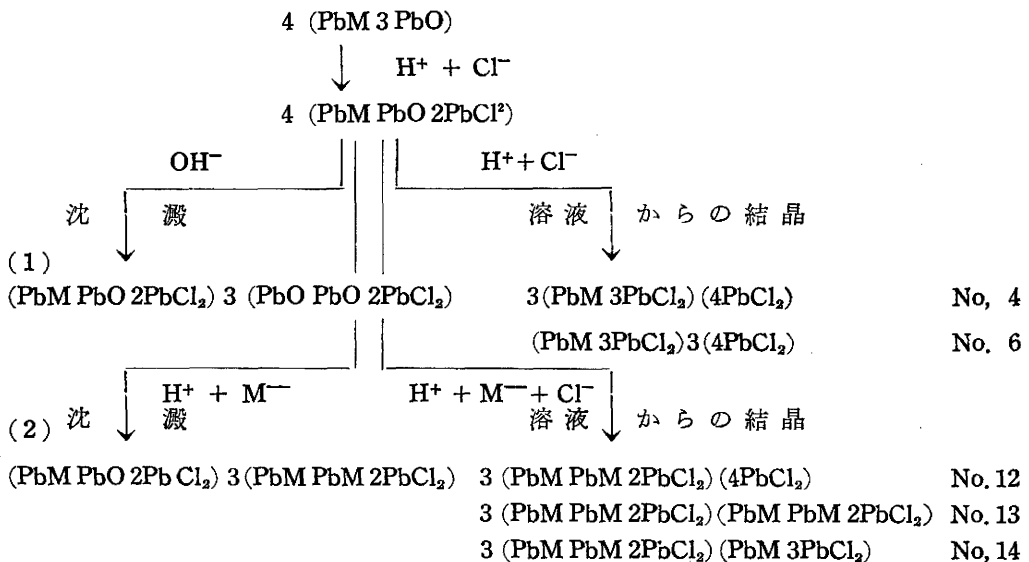 4 (PbM 3 PbO)
H⁺ + Cl⁻
4 (PbM PbO 2PbCl²)
OH⁻ H⁺ + Cl⁻
沈 澱 溶液 からの結晶
(1)
(PbM PbO 2PbCl₂) 3 (PbO PbO 2PbCl₂) 3(PbM 3PbCl₂) (4PbCl₂) No, 4
(PbM 3PbCl₂)3(4PbCl₂) No. 6
H⁺ + M⁻⁻ H⁺ + M⁻⁻ + Cl⁻
(2) 沈 澱 溶液 からの結晶
(PbM PbO 2Pb Cl₂) 3(PbM PbM 2PbCl₂) 3 (PbM PbM 2PbCl₂) (4PbCl₂) No. 12
3 (PbM PbM 2PbCl₂) (PbM PbM 2PbCl₂) No. 13
3 (PbM PbM 2PbCl₂) (PbM 3PbCl₂) No, 14